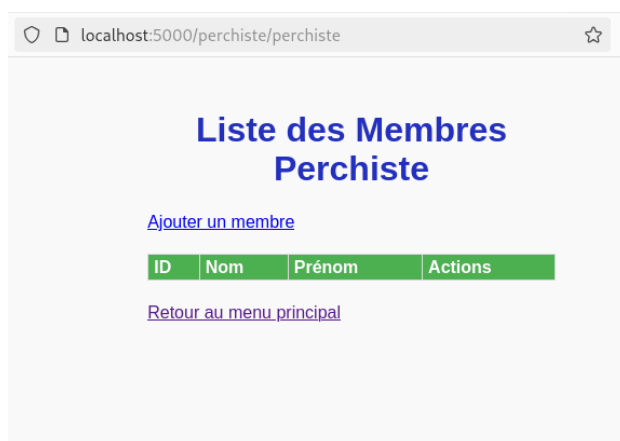 localhost:5000/perchiste/perchiste
Liste des Membres
Perchiste
Ajouter un membre
ID Nom Prénom Actions
Retour au menu principal